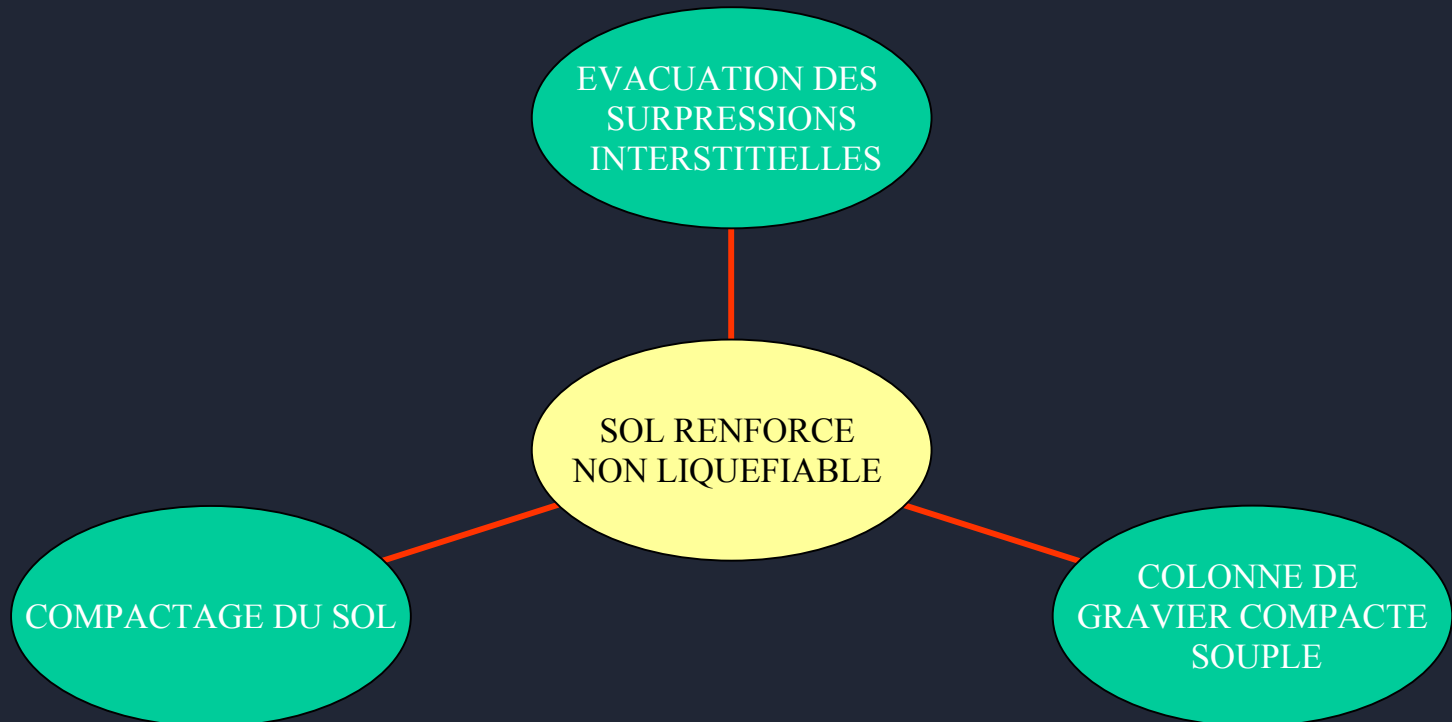 EVACUATION DES
SURPRESSIONS
INTERSTITIELLES
SOL RENFORCE
NON LIQUEFIABLE
COMPACTAGE DU SOL
COLONNE DE
GRAVIER COMPACTE
SOUPLE